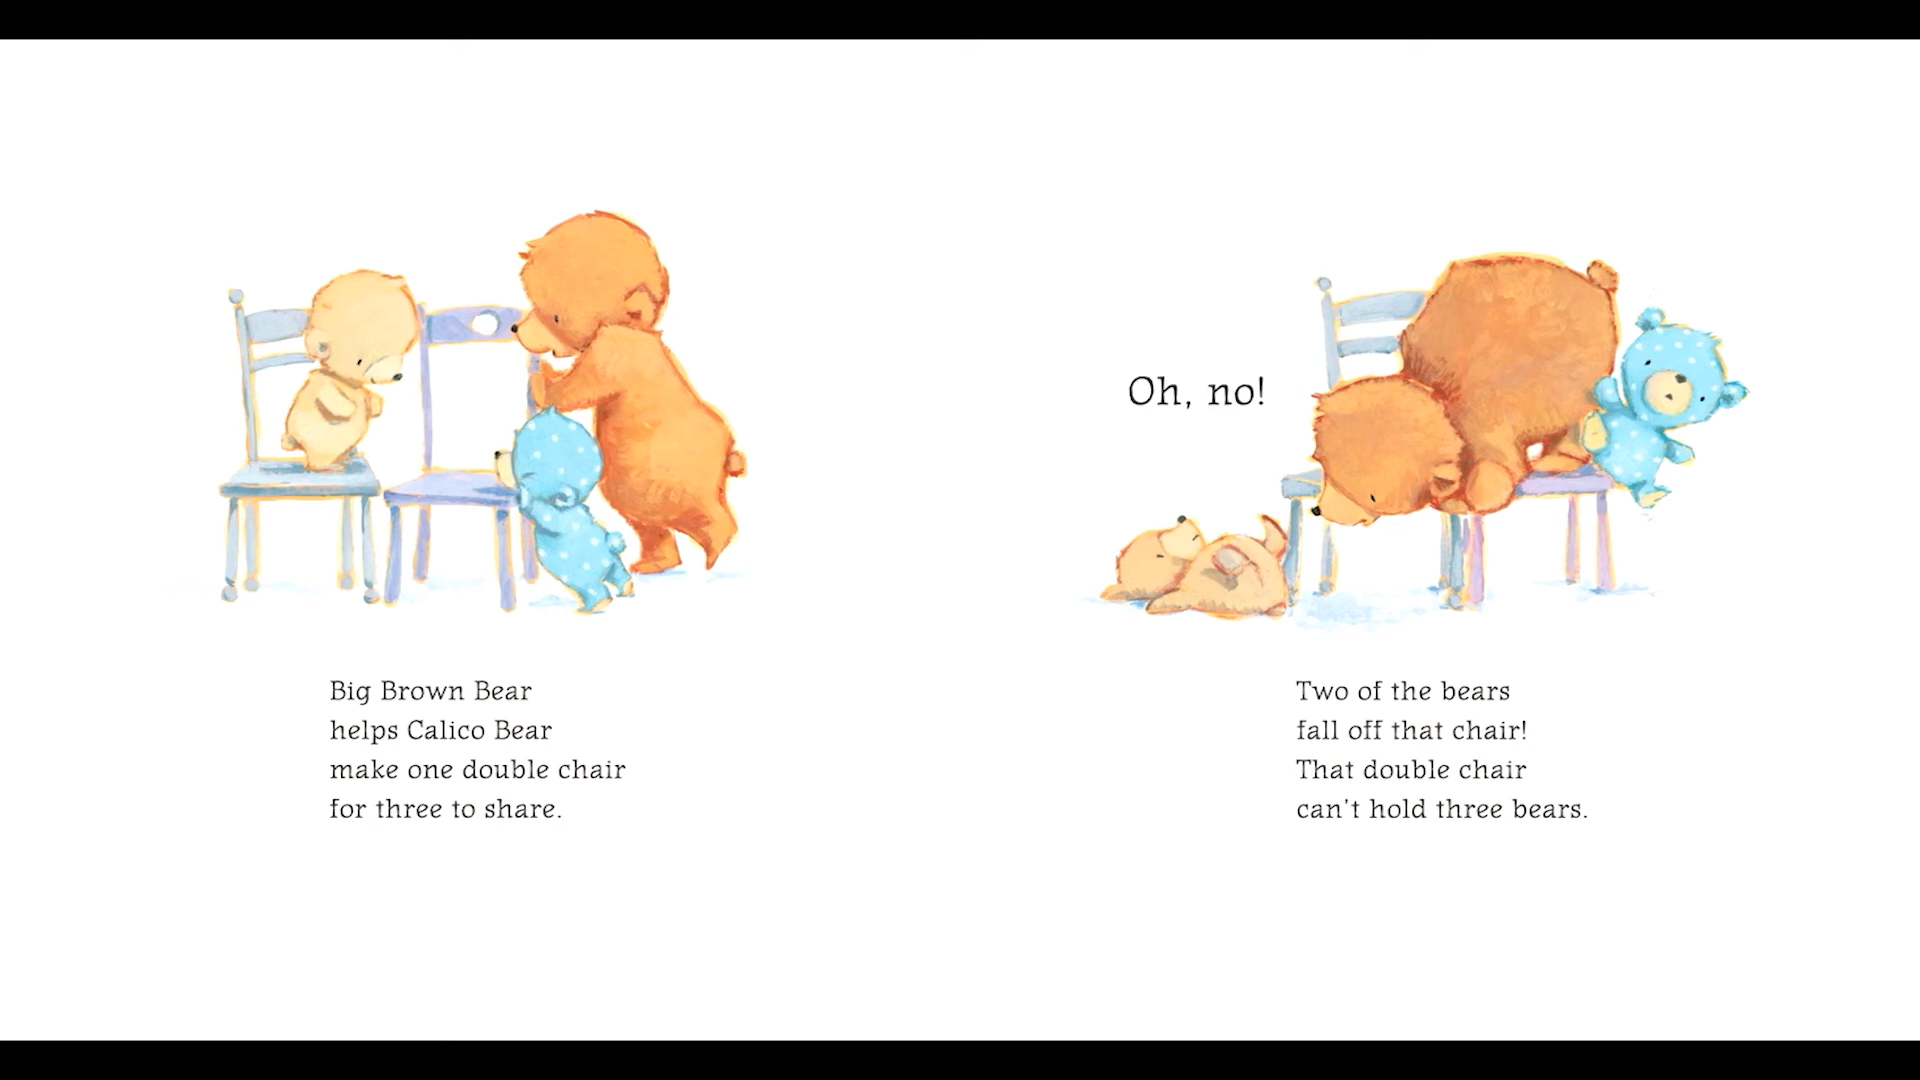 Big Brown Bear
helps Calico Bear
make one double chair
for three to share.
Oh, no!
Two of the bears
fall off that chair!
That double chair
can't hold three bears.